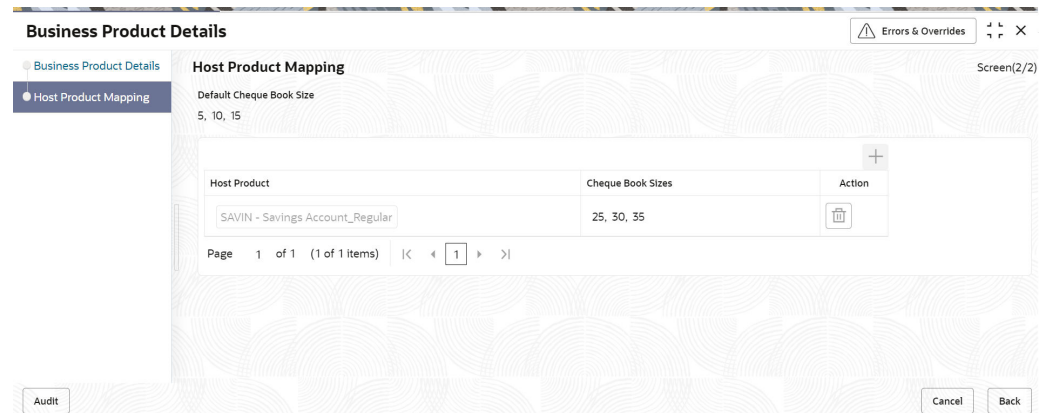 Business Product Details
Errors & Overrides
Business Product Details
Host Product Mapping
Host Product Mapping
Screen(2/2)
Default Cheque Book Size
5, 10, 15
Host Product Cheque Book Sizes Action
SAVIN - Savings Account_Regular 25, 30, 35
Page 1 of 1 (1 of 1 items) 1
Audit Cancel Back